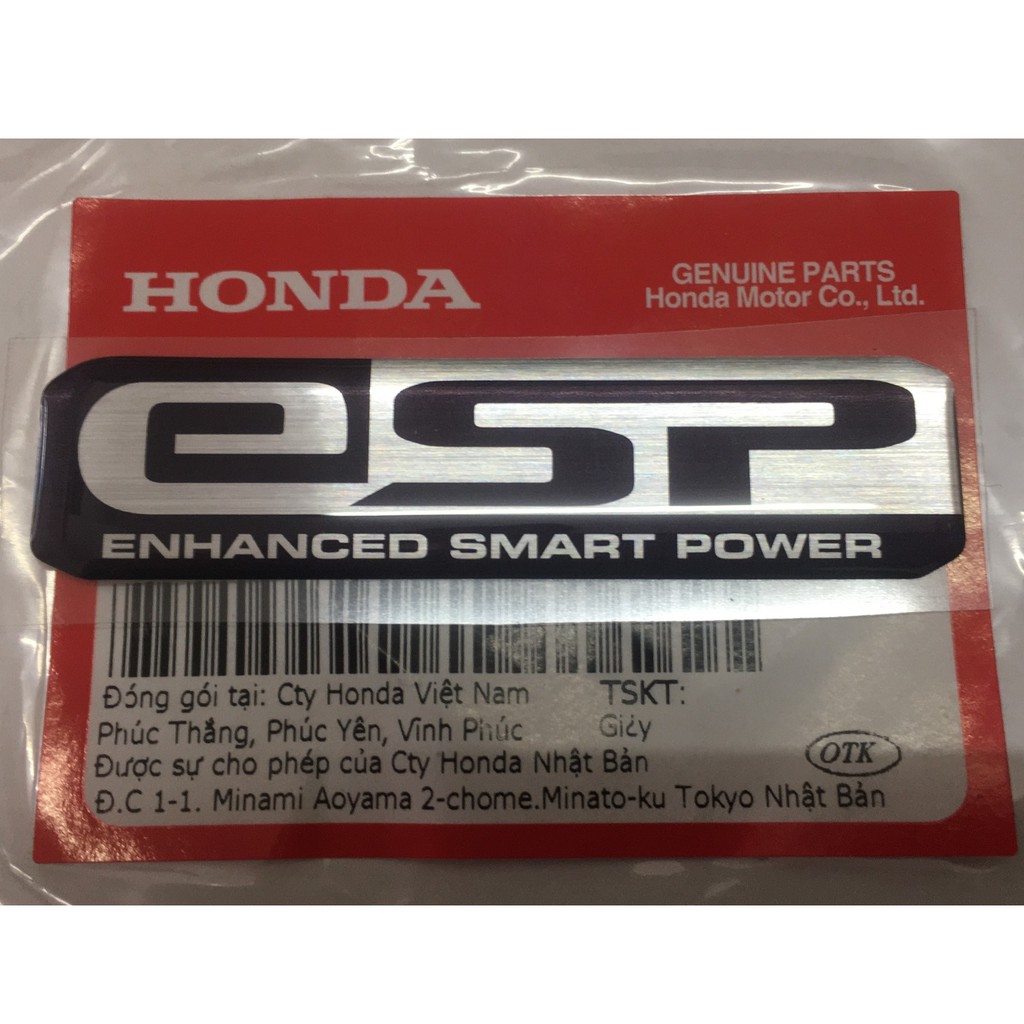 HONDA
GENUINE PARTS
Honda Motor Co., Ltd.
eSP
ENHANCED SMART POWER
Đóng gói tại: Cty Honda Việt Nam
TSKT:
Phúc Thắng, Phúc Yên, Vĩnh Phúc
Giấy
Được sự cho phép của Cty Honda Nhật Bản
OTK
Đ.C 1-1. Minami Aoyama 2-chome.Minato-ku Tokyo Nhật Bản